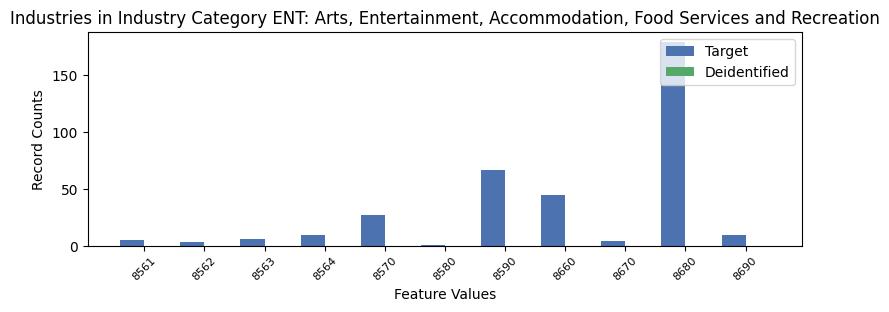 Industries in Industry Category ENT: Arts, Entertainment, Accommodation, Food Services and Recreation
Target
Deidentified
Record Counts
150
100
50
0
8561 8562 8563 8564 8570 8580 8590 8660 8670 8680 8690
Feature Values